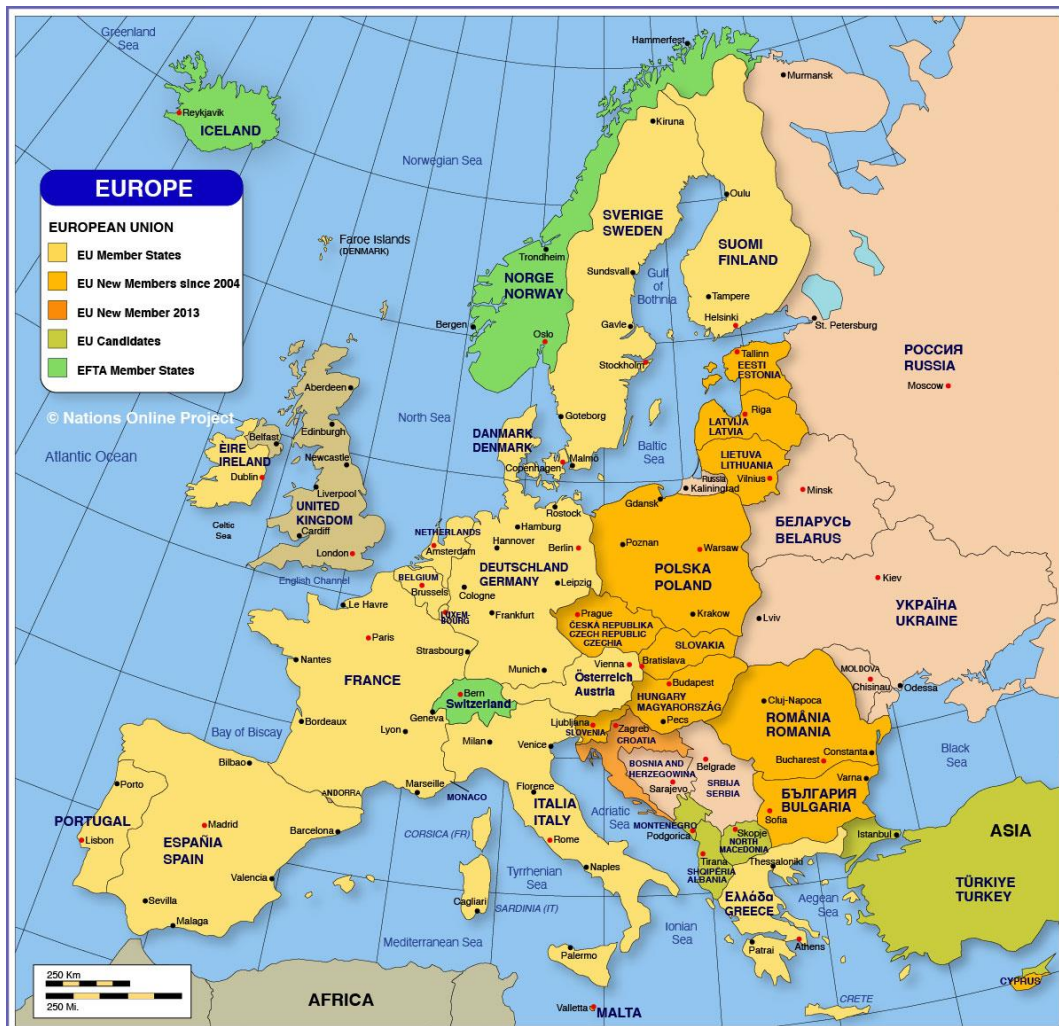 Greenland
Sea
Hammerfest
Murmansk
Reykjavik
ICELAND
Kiruna
Norwegian Sea
EUROPE
EUROPEAN UNION
EU Member States
EU New Members since 2004
EU New Member 2013
EU Candidates
EFTA Member States
© Nations Online Project
Oulu
SVERIGE
SWEDEN
SUOMI
FINLAND
Faroe Islands
(DENMARK)
Trondheim
NORGE
NORWAY
Sundsvall
Gulf
of
Bothnia
Tampere
Helsinki
St. Petersburg
Bergen
Oslo
Gavle
Stockholm
Tallinn
EESTI
ESTONIA
РОССИЯ
RUSSIA
Moscow
Aberdeen
North Sea
Goteborg
Riga
LATVIJA
LATVIA
Atlantic Ocean
Edinburgh
Belfast
Newcastle
ÈIRE
IRELAND
Dublin
DANMARK
DENMARK
Copenhagen
Malmö
Baltic
Sea
LIETUVA
LITHUANIA
Vilnius
Russia
Kaliningrad
Minsk
БЕЛАРУСЬ
BELARUS
Liverpool
UNITED
KINGDOM
Cardiff
London
Celtic
Sea
English Channel
Gdansk
Rostock
Hamburg
NETHERLANDS
Amsterdam
Hannover
Berlin
Poznan
Warsaw
POLSKA
POLAND
DEUTSCHLAND
GERMANY
Leipzig
BELGIUM
Brussels
Cologne
LUXEM-
BOURG
Frankfurt
Prague
ČESKÁ REPUBLIKA
CZECH REPUBLIC
CZECHIA
Krakow
Lviv
Kiev
УКРАЇНА
UKRAINE
Le Havre
Paris
Strasbourg
Nantes
FRANCE
Munich
SLOVAKIA
Vienna
Bratislava
Österreich
Austria
Budapest
HUNGARY
MAGYARORSZÁG
Pecs
MOLDOVA
Chisinau
Odessa
Bern
Switzerland
Geneva
Bordeaux
Lyon
Milan
Venice
Ljubljana
SLOVENIA
Zagreb
CROATIA
Cluj-Napoca
ROMÂNIA
ROMANIA
Constanta
Bucharest
Bay of Biscay
Bilbao
Marseille
MONACO
Florence
ITALIA
ITALY
Adriatic
Sea
BOSNIA AND
HERZEGOWINA
Sarajevo
Belgrade
SRBIJA
SERBIA
Varna
БЪЛГАРИЯ
BULGARIA
Sofia
Black
Sea
Porto
ANDORRA
PORTUGAL
Lisbon
Madrid
ESPAÑIA
SPAIN
Barcelona
CORSICA (FR)
Rome
MONTENEGRO
Podgorica
Skopje
NORTH
MACEDONIA
Istanbul
ASIA
Valencia
Tyrrhenian
Sea
Naples
Tirana
SHQIPËRIA
ALBANIA
Thessaloniki
TÜRKIYE
TURKEY
Sevilla
Malaga
Cagliari
SARDINIA (IT)
Ελλάδα
GREECE
Aegean
Sea
Ionian
Sea
Mediterranean Sea
Palermo
Patrai
Athens
250 Km
250 Mi.
AFRICA
Valletta
MALTA
CRETE
CYPRUS